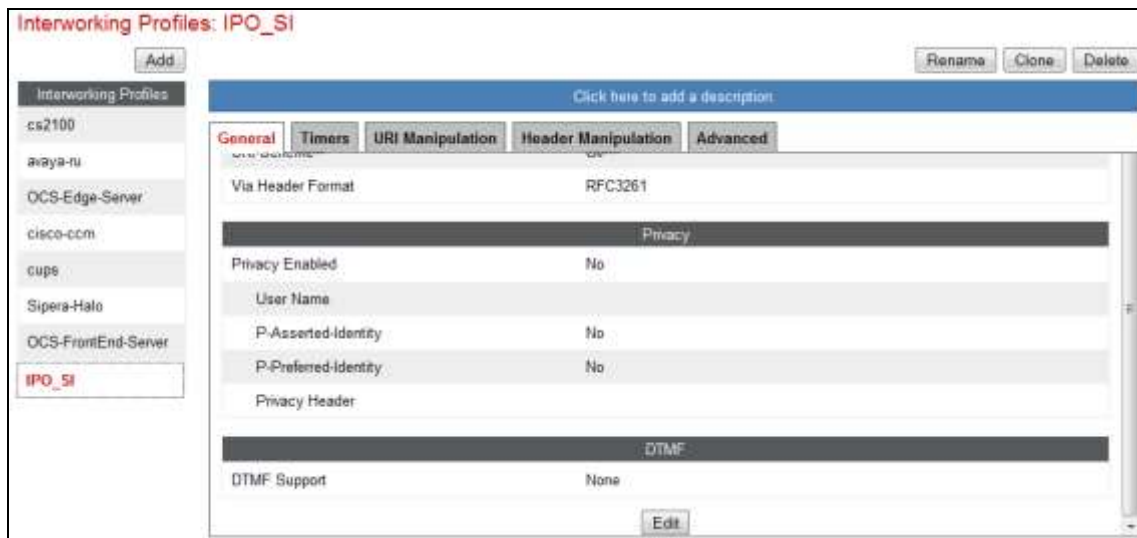 Interworking Profiles: IPO_SI
Add
Rename Clone Delete
Interworking Profiles
Click here to add a description
cs2100
avaya-ru
OCS-Edge-Server
cisco-ccm
cups
Sipera-Halo
OCS-FrontEnd-Server
IPO_SI
General Timers URI Manipulation Header Manipulation Advanced
Via Header Format RFC3261
Privacy
Privacy Enabled No
User Name
P-Asserted-Identity No
P-Preferred-Identity No
Privacy Header
DTMF
DTMF Support None
Edit